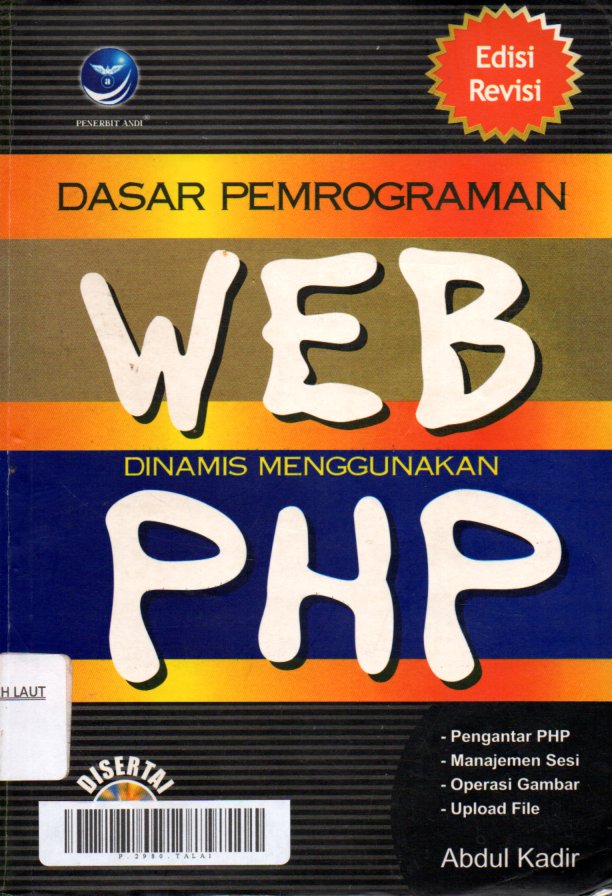 Edisi
Revisi
a
PENERBIT ANDI®
DASAR PEMROGRAMAN
WEB
DINAMIS MENGGUNAKAN
PHP
H LAUT
- Pengantar PHP
- Manajemen Sesi
- Operasi Gambar
- Upload File
DISERTAI
P.2980.TALAI
Abdul Kadir